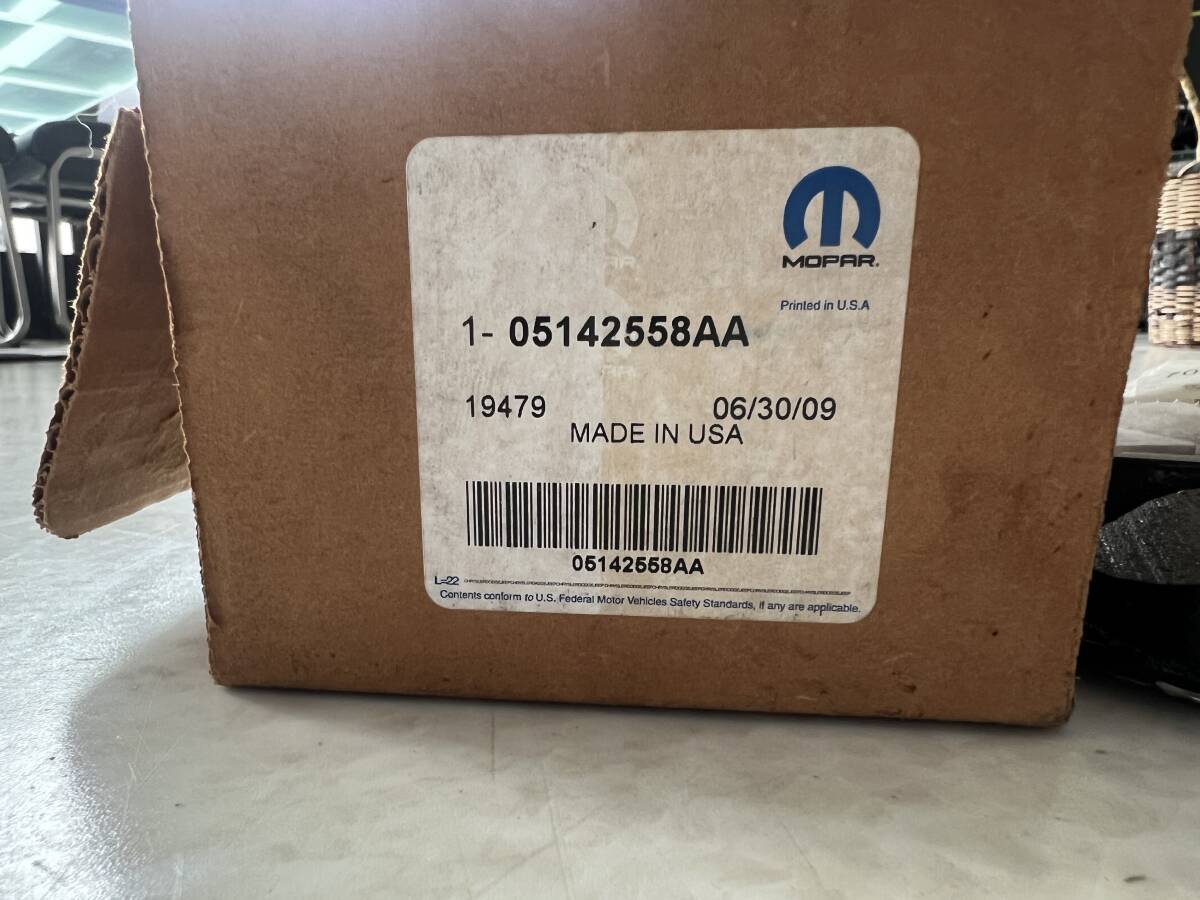 MOPAR.
Printed in U.S.A
1- 05142558AA
19479
06/30/09
MADE IN USA
05142558AA
L=22
Contents conform to U.S. Federal Motor Vehicles Safety Standards, if any are applicable.